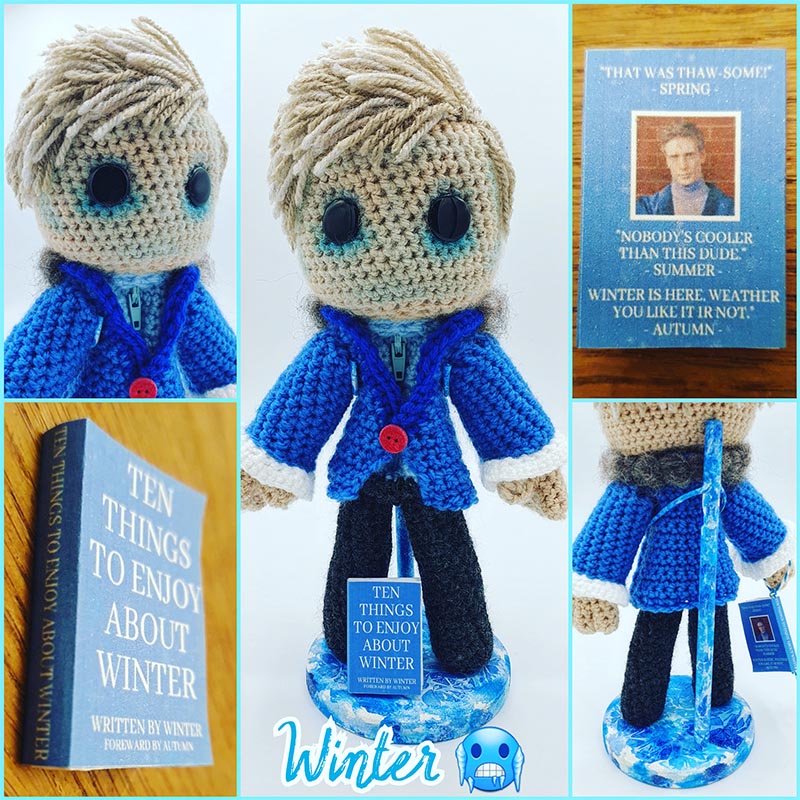 "THAT WAS THAW-SOME!"
- SPRING -
"NOBODY'S COOLER
THAN THIS DUDE."
- SUMMER -
WINTER IS HERE, WEATHER
YOU LIKE IT IR NOT."
- AUTUMN -
TEN THINGS TO ENJOY ABOUT WINTER
TEN
THINGS
TO ENJOY
ABOUT
WINTER
WRITTEN BY WINTER
FOREWARD BY AUTUMN
TEN
THINGS
TO ENJOY
ABOUT
WINTER
WRITTEN BY WINTER
FOREWARD BY AUTUMN
Winter